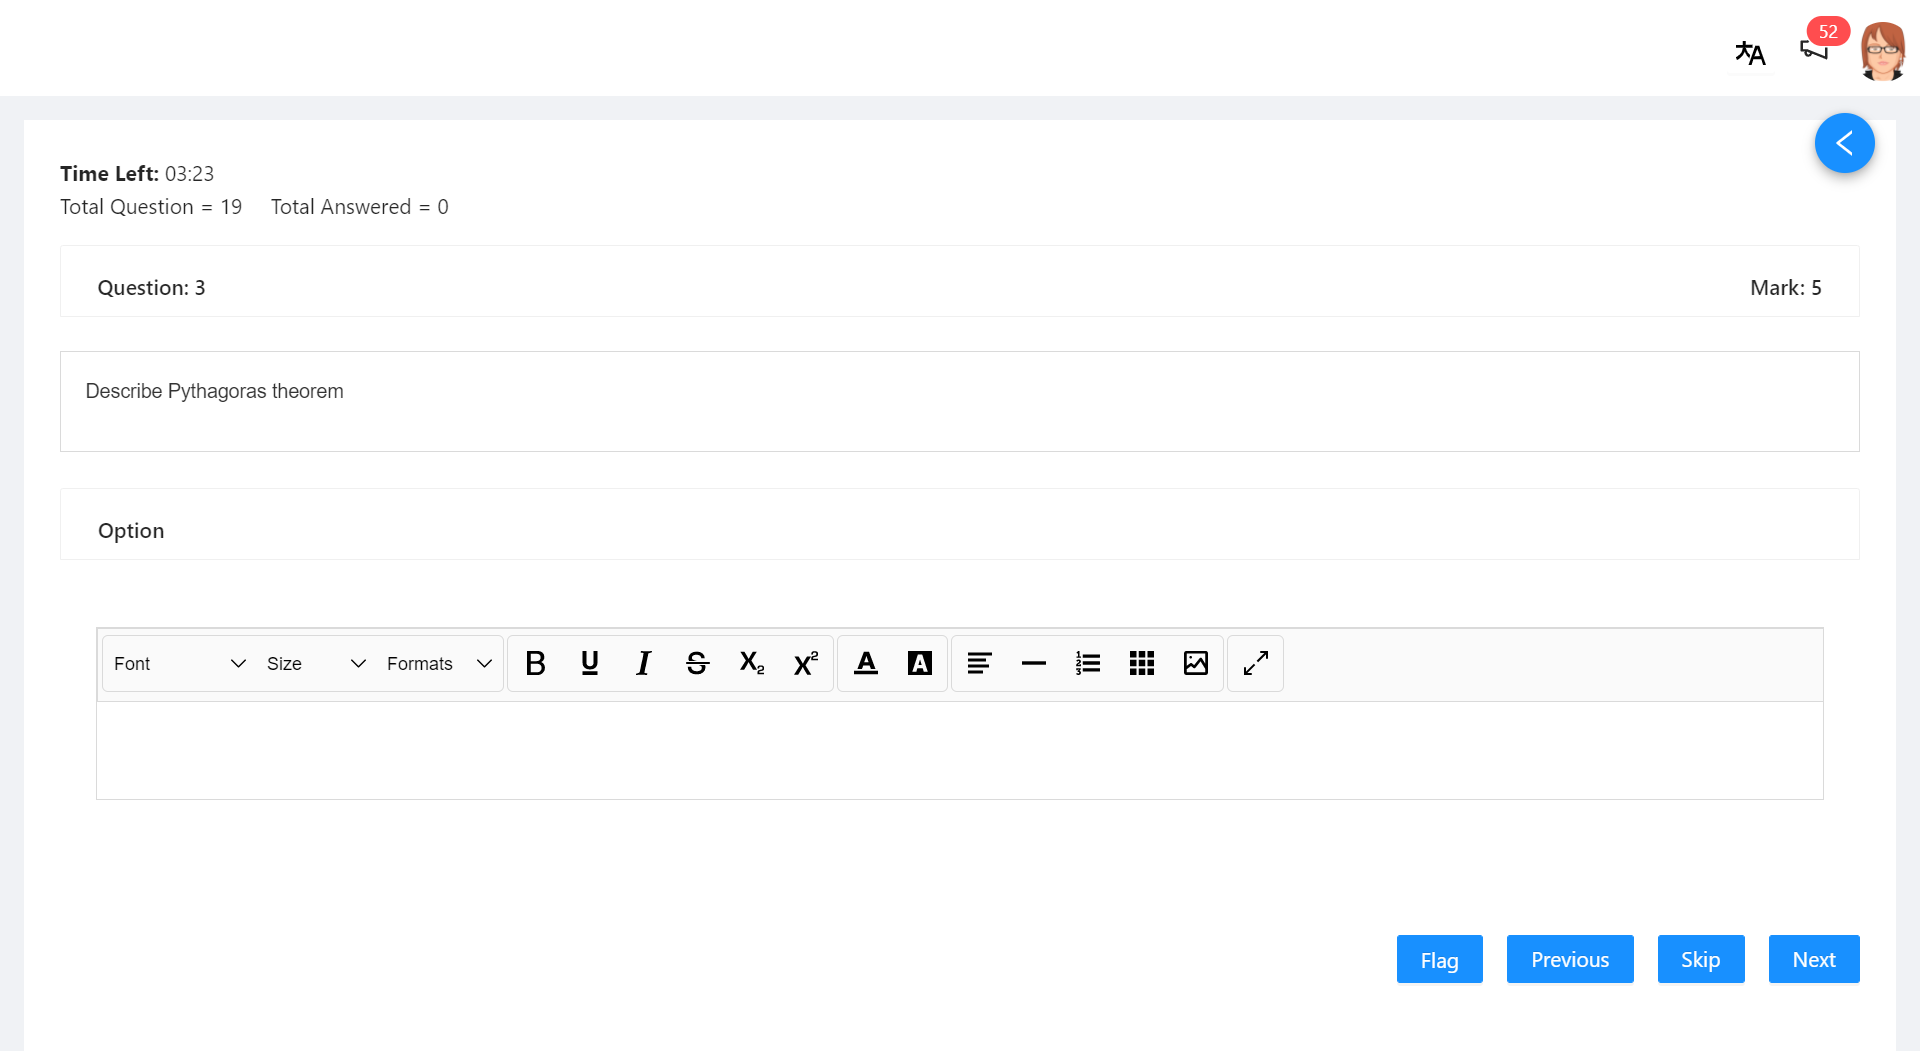 52
Time Left: 03:23
Total Question = 19 Total Answered = 0
Question: 3 Mark: 5
Describe Pythagoras theorem
Option
Font Size Formats
Flag Previous Skip Next